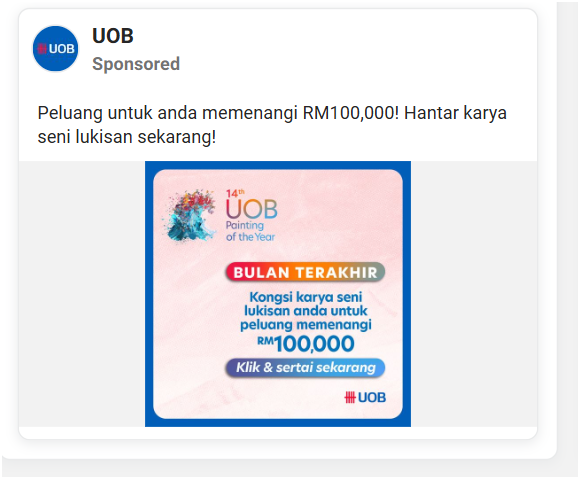 UOB
UOB
Sponsored
Peluang untuk anda memenangi RM100,000! Hantar karya
seni lukisan sekarang!
14th
UOB
Painting
of the Year
BULAN TERAKHIR
Kongsi karya seni
lukisan anda untuk
peluang memenangi
RM100,000
Klik & sertai sekarang
UOB